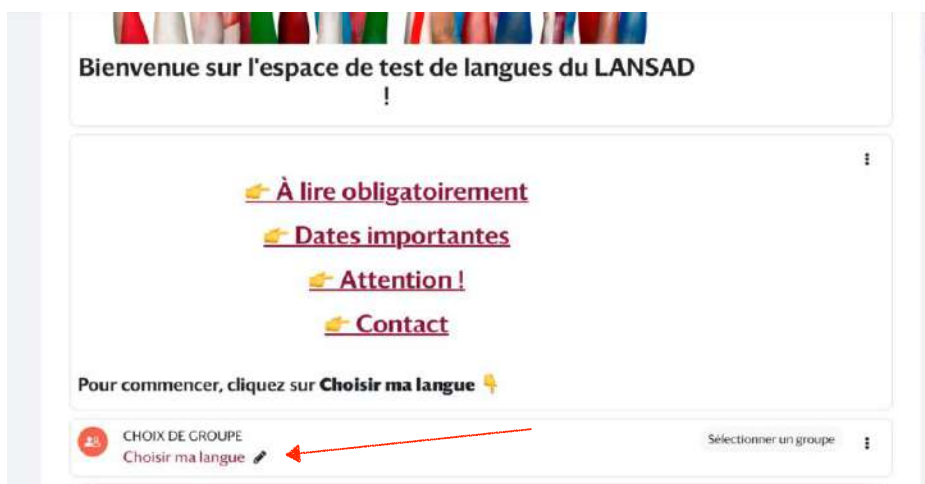 Bienvenue sur l'espace de test de langues du LANSAD
!
👉 À lire obligatoirement
👉 Dates importantes
👉 Attention !
👉 Contact
Pour commencer, cliquez sur Choisir ma langue 👇
CHOIX DE GROUPE
Choisir ma langue
Sélectionner un groupe